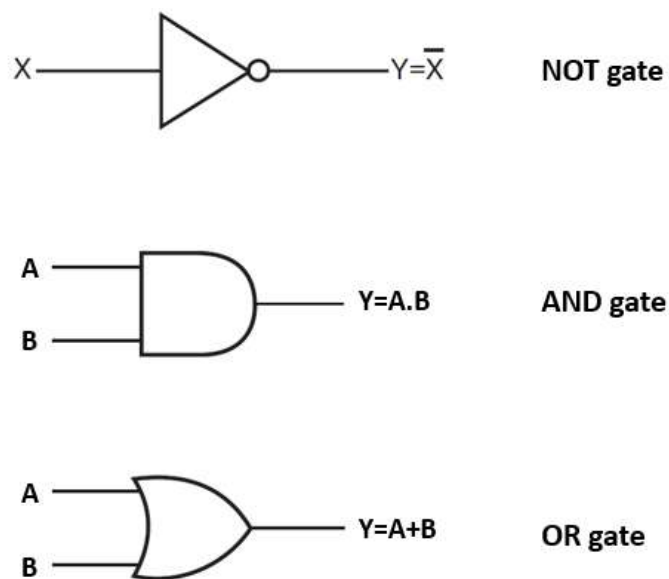 X Y=X̅ NOT gate
A
Y=A.B AND gate
B
A
Y=A+B OR gate
B